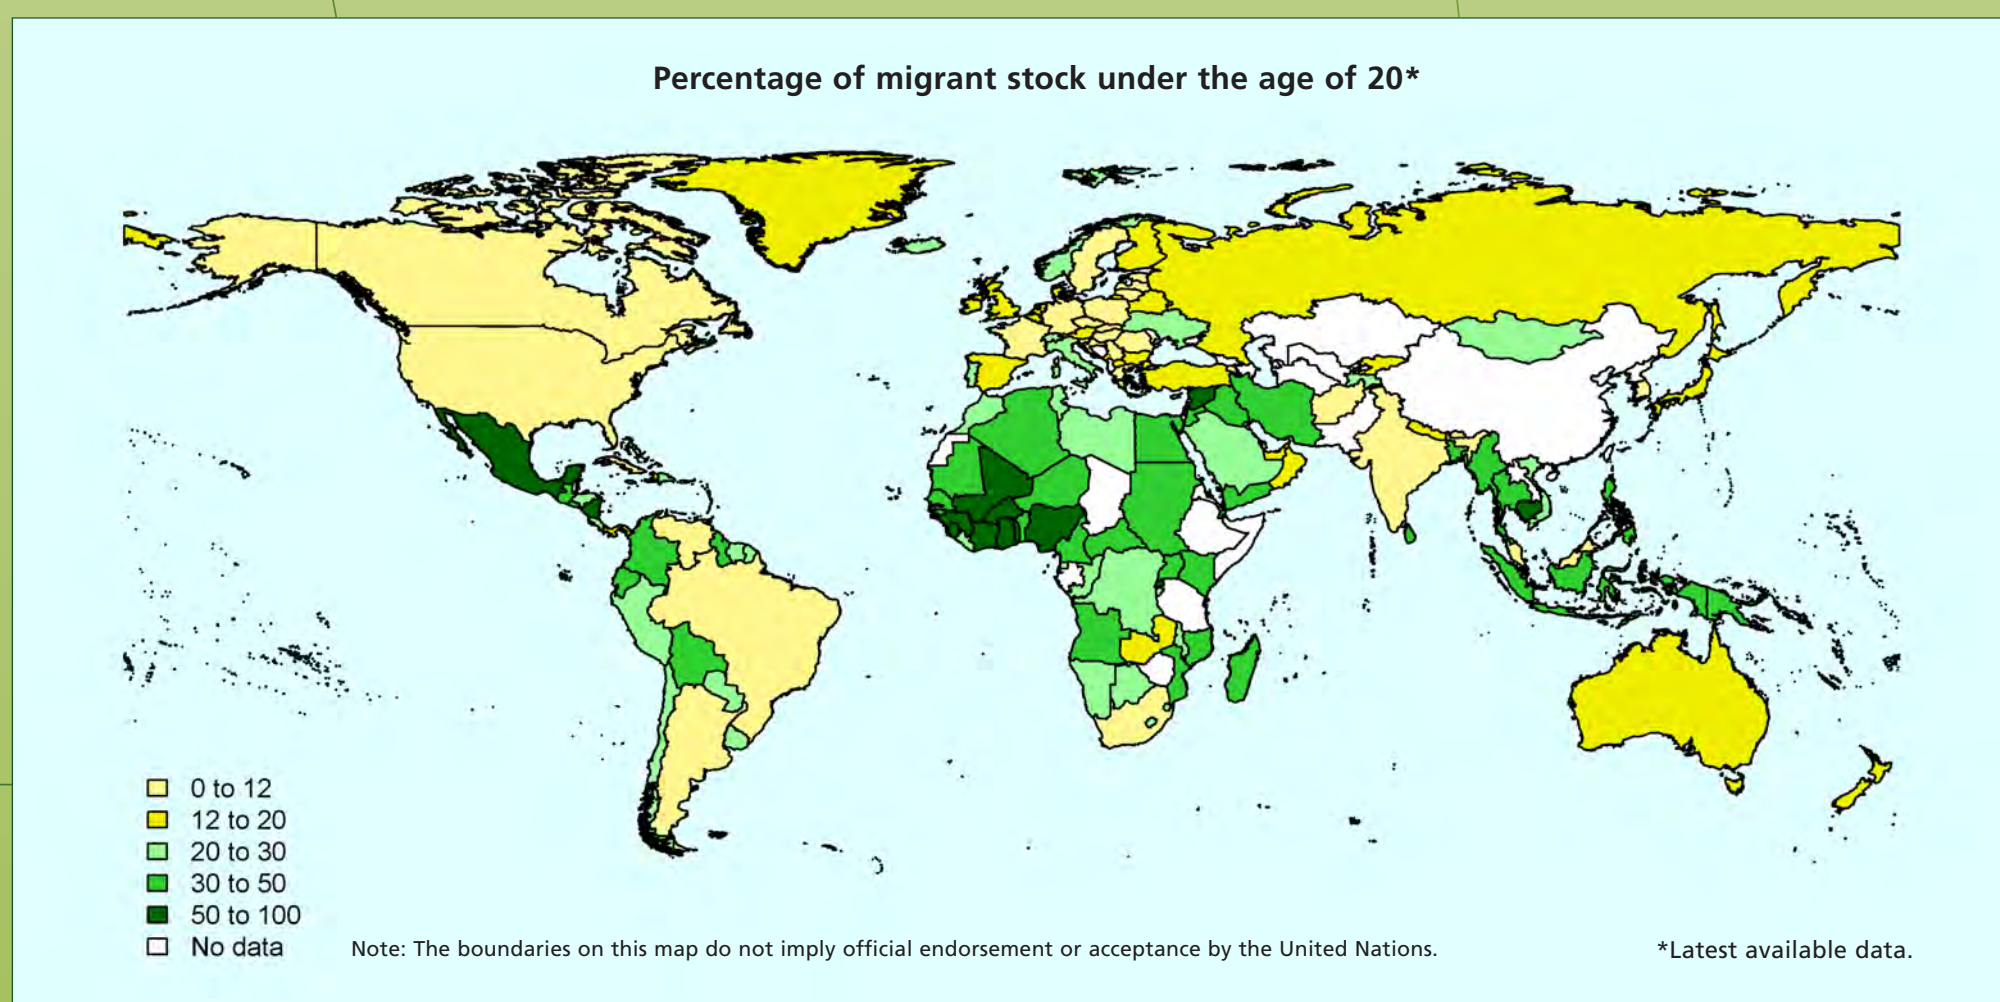 Percentage of migrant stock under the age of 20*
0 to 12
12 to 20
20 to 30
30 to 50
50 to 100
No data
Note: The boundaries on this map do not imply official endorsement or acceptance by the United Nations.
*Latest available data.